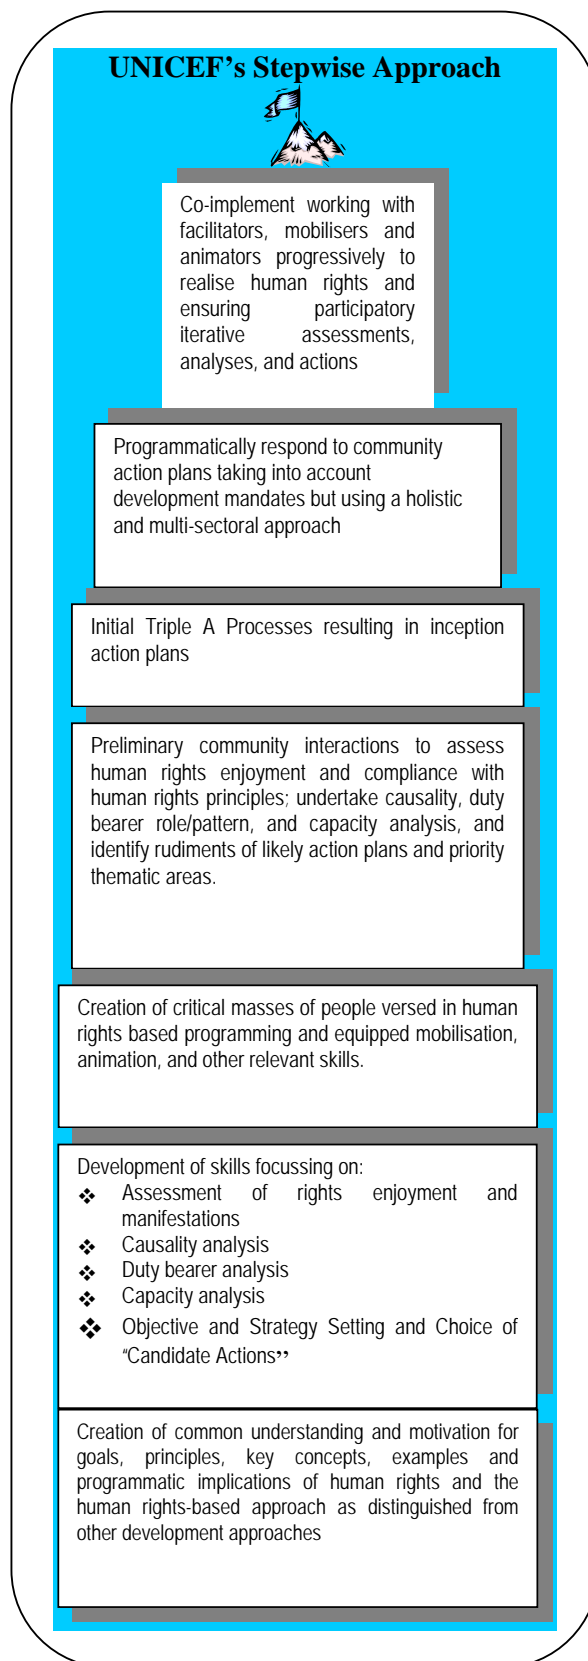 UNICEF's Stepwise Approach
Co-implement working with
facilitators, mobilisers and
animators progressively to
realise human rights and
ensuring participatory
iterative assessments,
analyses, and actions
Programmatically respond to community
action plans taking into account
development mandates but using a holistic
and multi-sectoral approach
Initial Triple A Processes resulting in inception
action plans
Preliminary community interactions to assess
human rights enjoyment and compliance with
human rights principles; undertake causality, duty
bearer role/pattern, and capacity analysis, and
identify rudiments of likely action plans and priority
thematic areas.
Creation of critical masses of people versed in human
rights based programming and equipped mobilisation,
animation, and other relevant skills.
Development of skills focussing on:
❖ Assessment of rights enjoyment and
manifestations
❖ Causality analysis
❖ Duty bearer analysis
❖ Capacity analysis
❖ Objective and Strategy Setting and Choice of
“Candidate Actions”
Creation of common understanding and motivation for
goals, principles, key concepts, examples and
programmatic implications of human rights and the
human rights-based approach as distinguished from
other development approaches